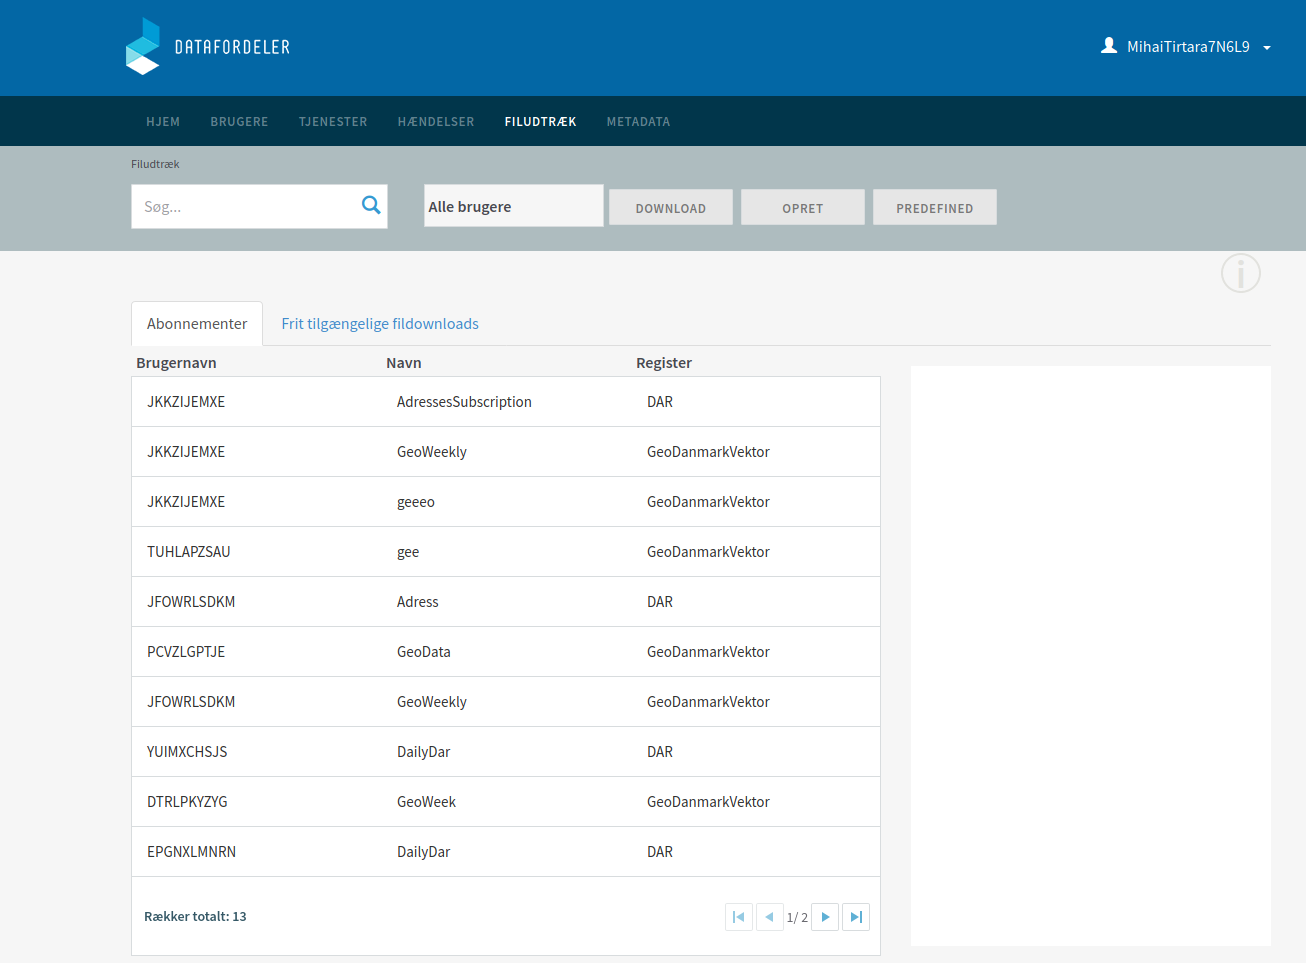 DATAFORDELER
MihaiTirtara7N6L9
HJEM BRUGERE TJENESTER HÆNDELSER FILUDTRÆK METADATA
Filudtræk
Søg... Alle brugere DOWNLOAD OPRET PREDEFINED
Abonnementer Frit tilgængelige fildownloads
Brugernavn Navn Register
JKKZIJEMXE AdressesSubscription DAR
JKKZIJEMXE GeoWeekly GeoDanmarkVektor
JKKZIJEMXE geeeo GeoDanmarkVektor
TUHLAPZSAU gee GeoDanmarkVektor
JFOWRLSDKM Adress DAR
PCVZLGPTJE GeoData GeoDanmarkVektor
JFOWRLSDKM GeoWeekly GeoDanmarkVektor
YUIMXCHSJS DailyDar DAR
DTRLPKYZYG GeoWeek GeoDanmarkVektor
EPGNXLMNRN DailyDar DAR
Rækker totalt: 13 1/ 2